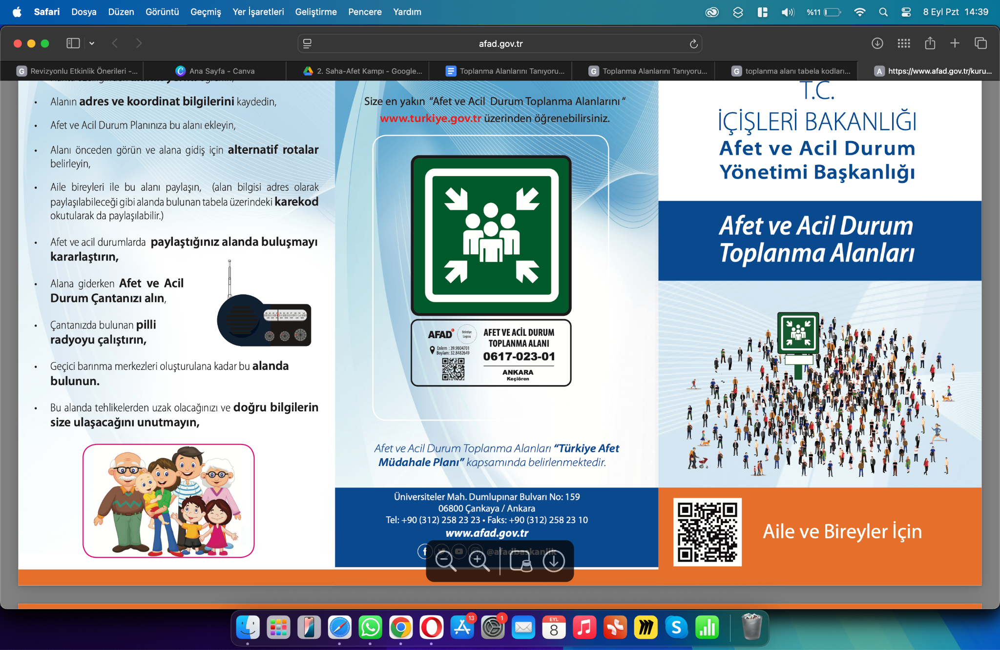 Safari Dosya Düzen Görüntü Geçmiş Yer İşaretleri Geliştirme Pencere Yardım
%11
8 Eyl Pzt 14:39
afad.gov.tr
Revizyonlu Etkinlik Önerileri -...
Ana Sayfa - Canva
2. Saha-Afet Kampı - Google...
Toplanma Alanlarını Tanıyoru...
Toplanma Alanlarını Tanıyoru...
toplanma alanı tabela kodları...
https://www.afad.gov.tr/kuru...
• Alanın adres ve koordinat bilgilerini kaydedin,
• Afet ve Acil Durum Planınıza bu alanı ekleyin,
• Alanı önceden görün ve alana gidiş için alternatif rotalar
belirleyin,
• Aile bireyleri ile bu alanı paylaşın, (alan bilgisi adres olarak
paylaşılabileceği gibi alanda bulunan tabela üzerindeki karekod
okutularak da paylaşılabilir.)
• Afet ve acil durumlarda paylaştığınız alanda buluşmayı
kararlaştırın,
• Alana giderken Afet ve Acil
Durum Çantanızı alın,
• Çantanızda bulunan pilli
radyoyu çalıştırın,
• Geçici barınma merkezleri oluşturulana kadar bu alanda
bulunun.
• Bu alanda tehlikelerden uzak olacağınızı ve doğru bilgilerin
size ulaşacağını unutmayın,
Size en yakın "Afet ve Acil Durum Toplanma Alanlarını "
www.turkiye.gov.tr üzerinden öğrenebilirsiniz.
AFAD
Belediye
Logosu
Enlem : 39.9804701
Boylam: 32.8482649
AFET VE ACİL DURUM
TOPLANMA ALANI
0617-023-01
ANKARA
Keçiören
Afet ve Acil Durum Toplanma Alanları "Türkiye Afet
Müdahale Planı" kapsamında belirlenmektedir.
Üniversiteler Mah. Dumlupınar Bulvarı No: 159
06800 Çankaya / Ankara
Tel: +90 (312) 258 23 23 • Faks: +90 (312) 258 23 10
www.afad.gov.tr
@afadbaskanlik
T.C.
İÇİŞLERİ BAKANLIĞI
Afet ve Acil Durum
Yönetimi Başkanlığı
Afet ve Acil Durum
Toplanma Alanları
Aile ve Bireyler İçin
13
1
EYL
8